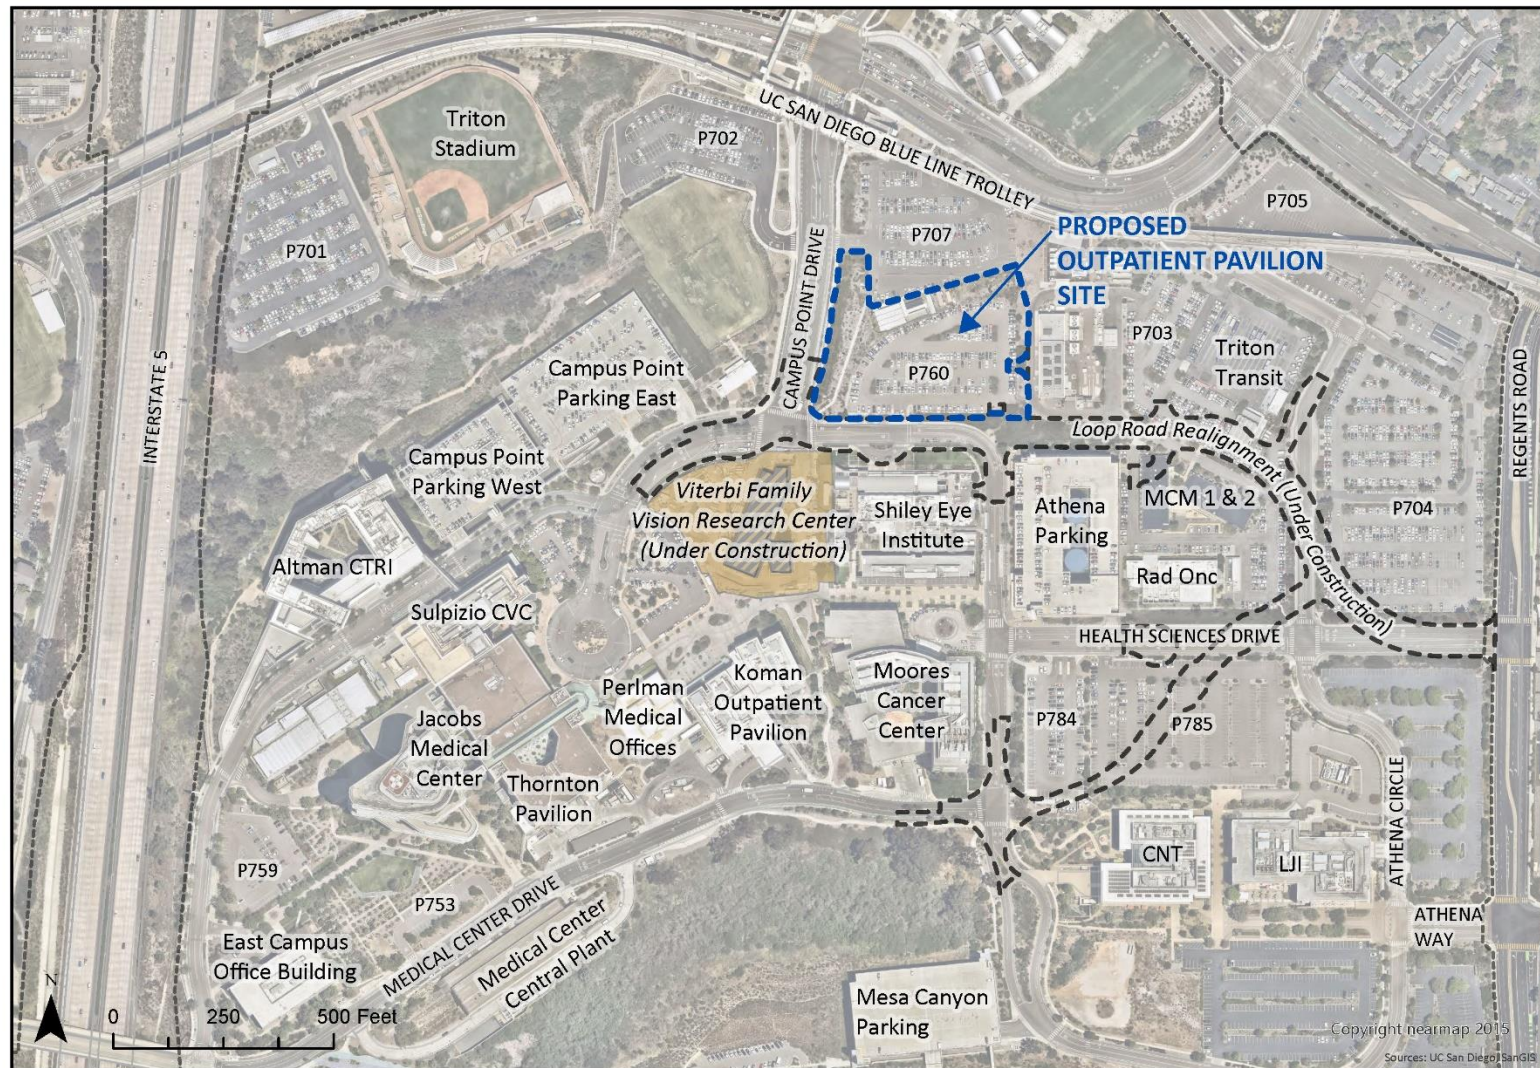 Triton
Stadium
P702
UC SAN DIEGO BLUE LINE TROLLEY
P705
P701
P707
PROPOSED
OUTPATIENT PAVILION
SITE
CAMPUS POINT DRIVE
INTERSTATE 5
REGENTS ROAD
P703
Triton
Transit
P760
Campus Point
Parking East
Loop Road Realignment (Under Construction)
Campus Point
Parking West
Viterbi Family
Vision Research Center
(Under Construction)
Shiley Eye
Institute
Athena
Parking
MCM 1 & 2
P704
Altman CTRI
Rad Onc
Sulpizio CVC
HEALTH SCIENCES DRIVE
Koman
Outpatient
Pavilion
Moores
Cancer
Center
Perlman
Medical
Offices
P784
P785
Jacobs
Medical
Center
Thornton
Pavilion
ATHENA CIRCLE
CNT
LJI
P759
P753
MEDICAL CENTER DRIVE
Medical Center
Central Plant
East Campus
Office Building
ATHENA
WAY
Mesa Canyon
Parking
N
0 250 500 Feet
Copyright nearmap 2015
Sources: UC San Diego, SanGIS